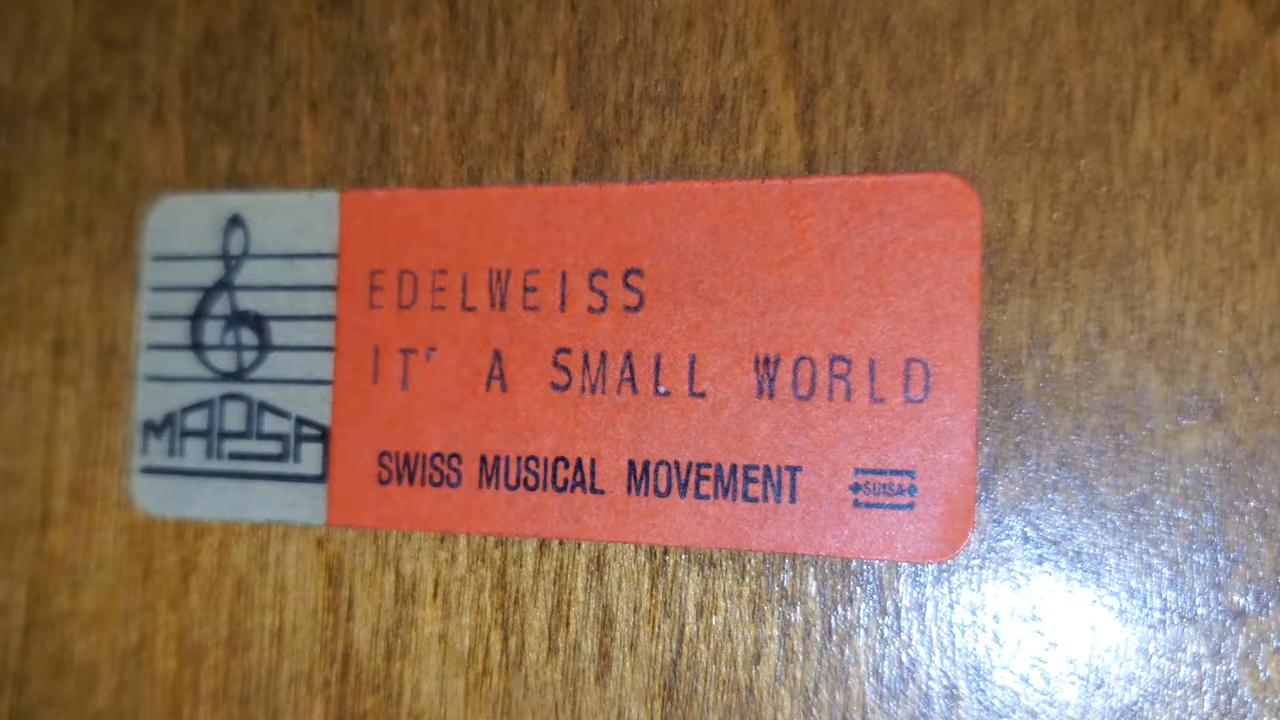 EDELWEISS
IT' A SMALL WORLD
MAPSA
SWISS MUSICAL MOVEMENT
SUISA